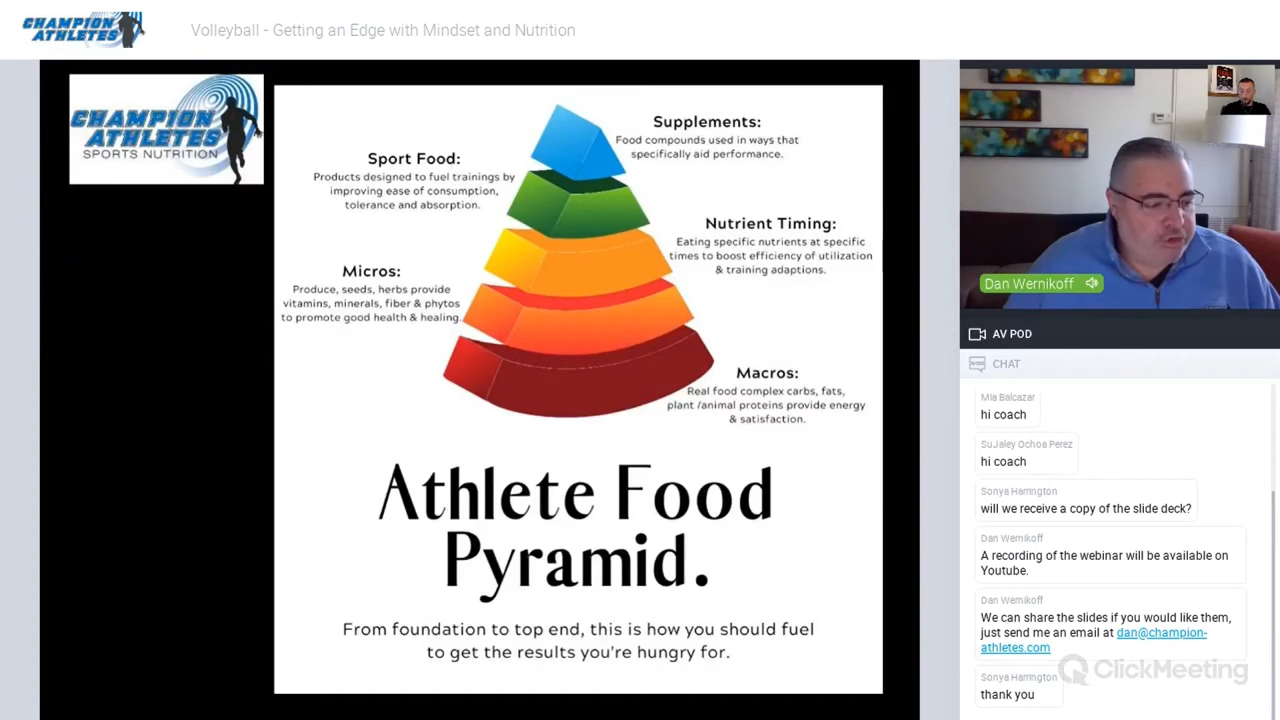 CHAMPION
ATHLETES
Volleyball - Getting an Edge with Mindset and Nutrition
CHAMPION
ATHLETES
SPORTS NUTRITION
Supplements:
Food compounds used in ways that
specifically aid performance.
Sport Food:
Products designed to fuel trainings by
improving ease of consumption,
tolerance and absorption.
Nutrient Timing:
Eating specific nutrients at specific
times to boost efficiency of utilization
& training adaptions.
Micros:
Produce, seeds, herbs provide
vitamins, minerals, fiber & phytos
to promote good health & healing.
Macros:
Real food complex carbs, fats,
plant /animal proteins provide energy
& satisfaction.
Athlete Food
Pyramid.
From foundation to top end, this is how you should fuel
to get the results you're hungry for.
Dan Wernikoff
AV POD
CHAT
Mia Balcazar
hi coach
SuJaley Ochoa Perez
hi coach
Sonya Harrington
will we receive a copy of the slide deck?
Dan Wernikoff
A recording of the webinar will be available on
Youtube.
Dan Wernikoff
We can share the slides if you would like them,
just send me an email at dan@champion-
athletes.com
Sonya Harrington
thank you
ClickMeeting